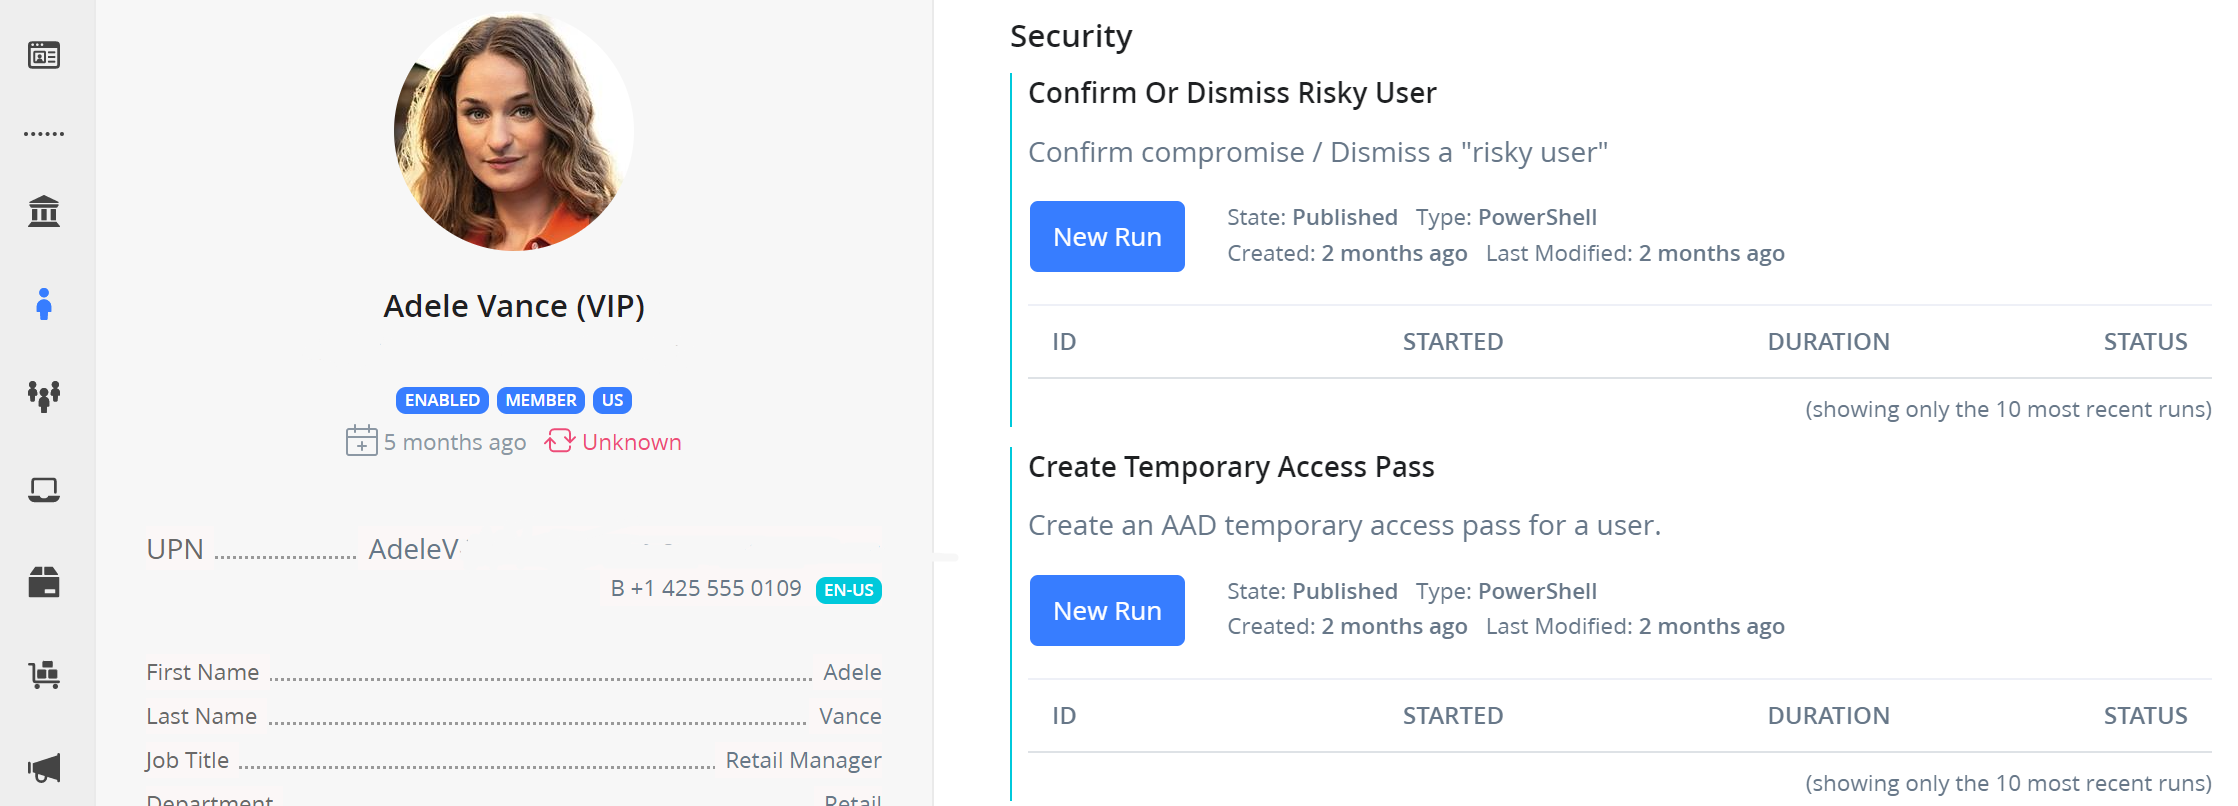 Adele Vance (VIP)
ENABLED MEMBER US
5 months ago Unknown
UPN AdeleV
B +1 425 555 0109 EN-US
First Name Adele
Last Name Vance
Job Title Retail Manager
Department Retail
Security
Confirm Or Dismiss Risky User
Confirm compromise / Dismiss a "risky user"
New Run
State: Published Type: PowerShell
Created: 2 months ago Last Modified: 2 months ago
ID STARTED DURATION STATUS
(showing only the 10 most recent runs)
Create Temporary Access Pass
Create an AAD temporary access pass for a user.
New Run
State: Published Type: PowerShell
Created: 2 months ago Last Modified: 2 months ago
ID STARTED DURATION STATUS
(showing only the 10 most recent runs)